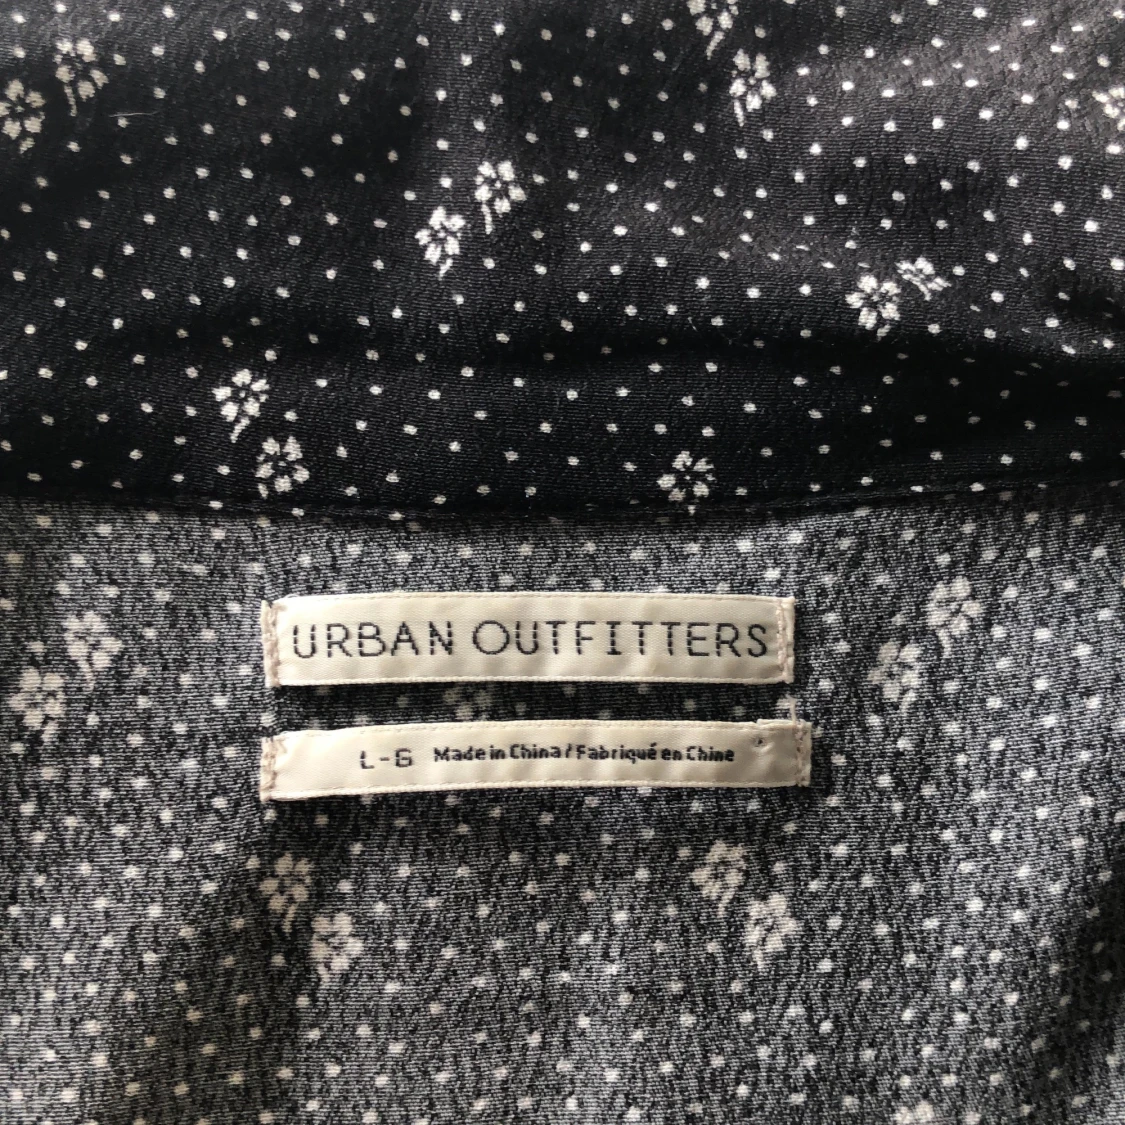 URBAN OUTFITTERS
L-G Made in China / Fabriqué en Chine